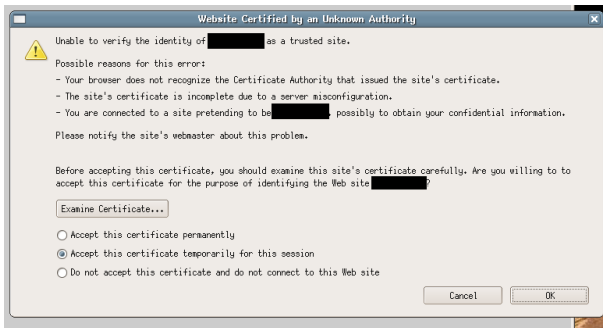 Website Certified by an Unknown Authority
Unable to verify the identity of as a trusted site.
Possible reasons for this error:
- Your browser does not recognize the Certificate Authority that issued the site's certificate.
- The site's certificate is incomplete due to a server misconfiguration.
- You are connected to a site pretending to be , possibly to obtain your confidential information.
Please notify the site's webmaster about this problem.
Before accepting this certificate, you should examine this site's certificate carefully. Are you willing to to
accept this certificate for the purpose of identifying the Web site ?
Examine Certificate...
Accept this certificate permanently
Accept this certificate temporarily for this session
Do not accept this certificate and do not connect to this Web site
Cancel OK